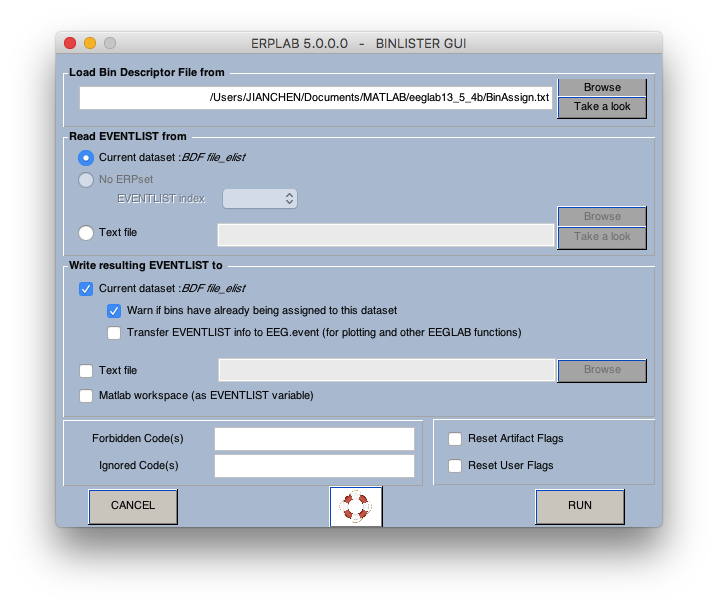 ERPLAB 5.0.0.0 - BINLISTER GUI
Load Bin Descriptor File from
/Users/JIANCHEN/Documents/MATLAB/eeglab13_5_4b/BinAssign.txt
Browse
Take a look
Read EVENTLIST from
Current dataset :BDF file_elist
No ERPset
EVENTLIST index
Text file
Browse
Take a look
Write resulting EVENTLIST to
Current dataset :BDF file_elist
Warn if bins have already being assigned to this dataset
Transfer EVENTLIST info to EEG.event (for plotting and other EEGLAB functions)
Text file
Browse
Matlab workspace (as EVENTLIST variable)
Forbidden Code(s)
Ignored Code(s)
Reset Artifact Flags
Reset User Flags
CANCEL
RUN